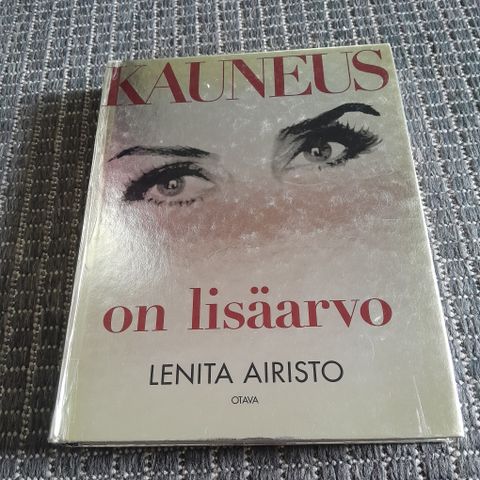 KAUNEUS
on lisäarvo
LENITA AIRISTO
OTAVA